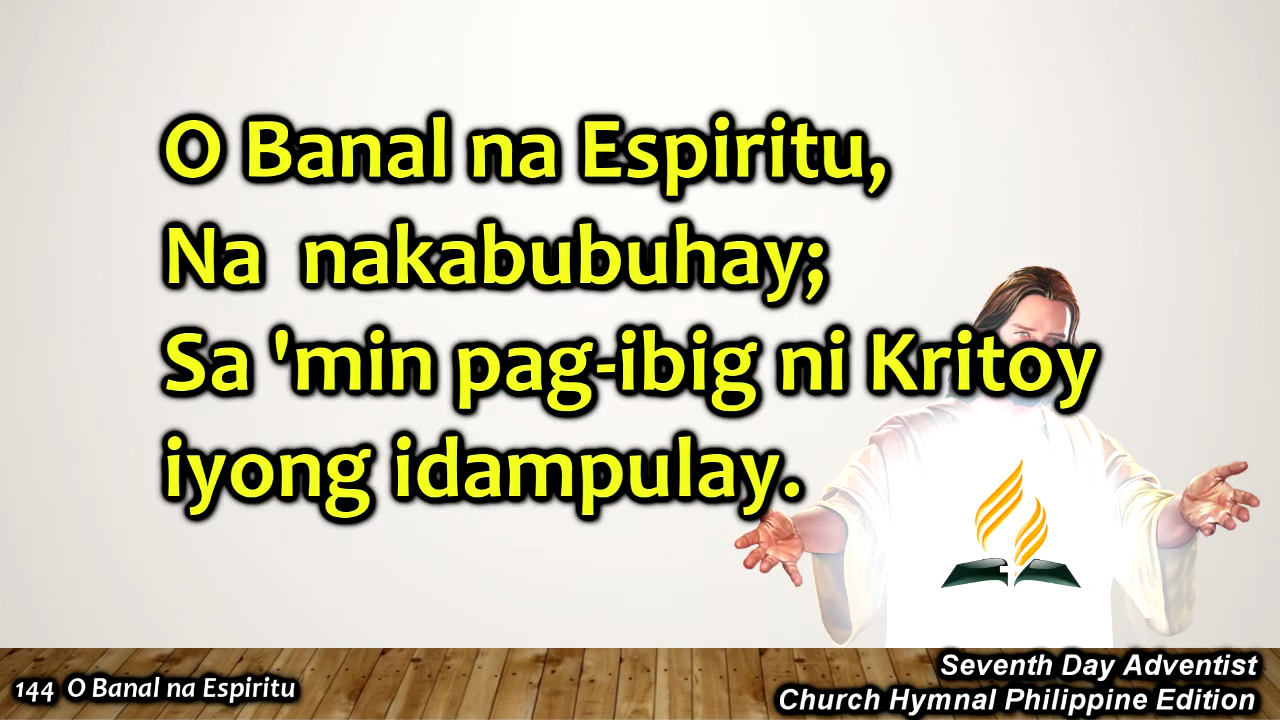 O Banal na Espiritu,
Na nakabubuhay;
Sa 'min pag-ibig ni Kritoy
iyong idampulay.
144 O Banal na Espiritu
Seventh Day Adventist
Church Hymnal Philippine Edition